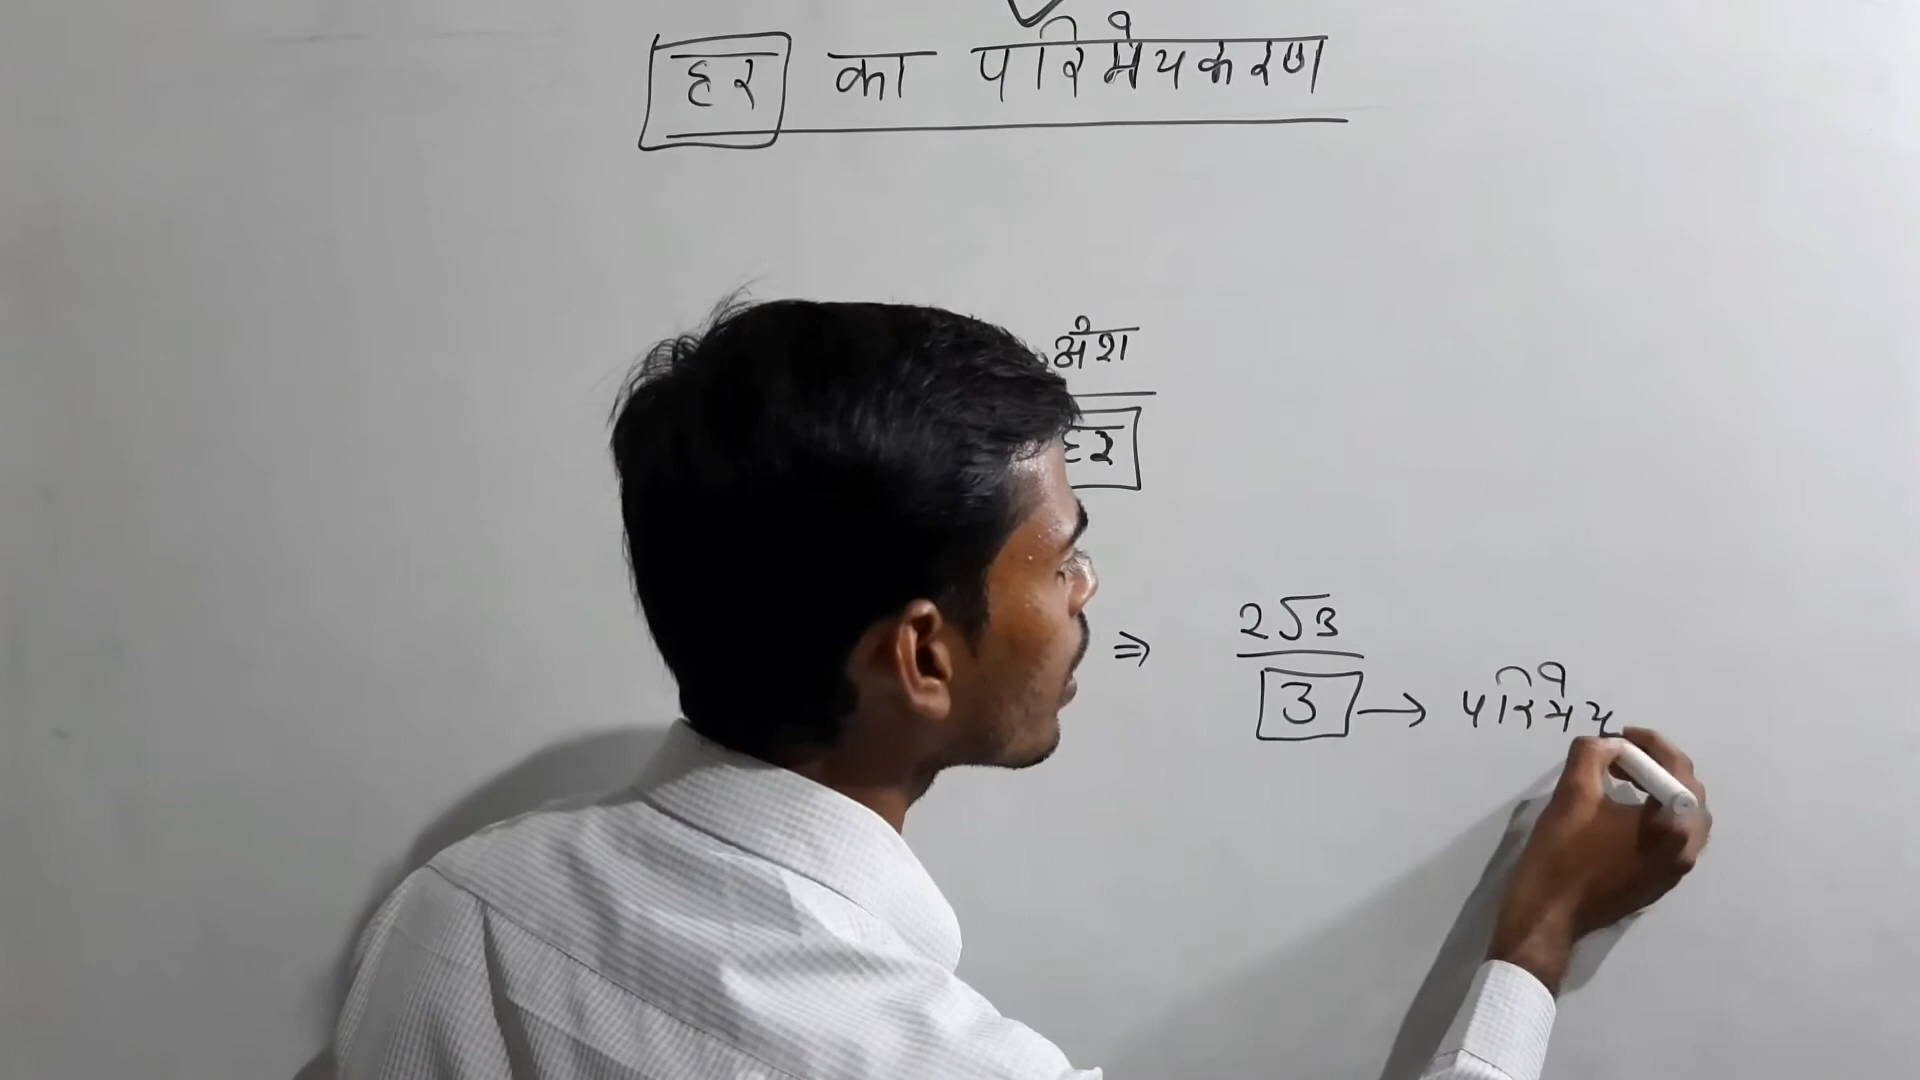 हर का परिमेयकरण
अंश
हर
⇒ 2√3
3 → परिमेय